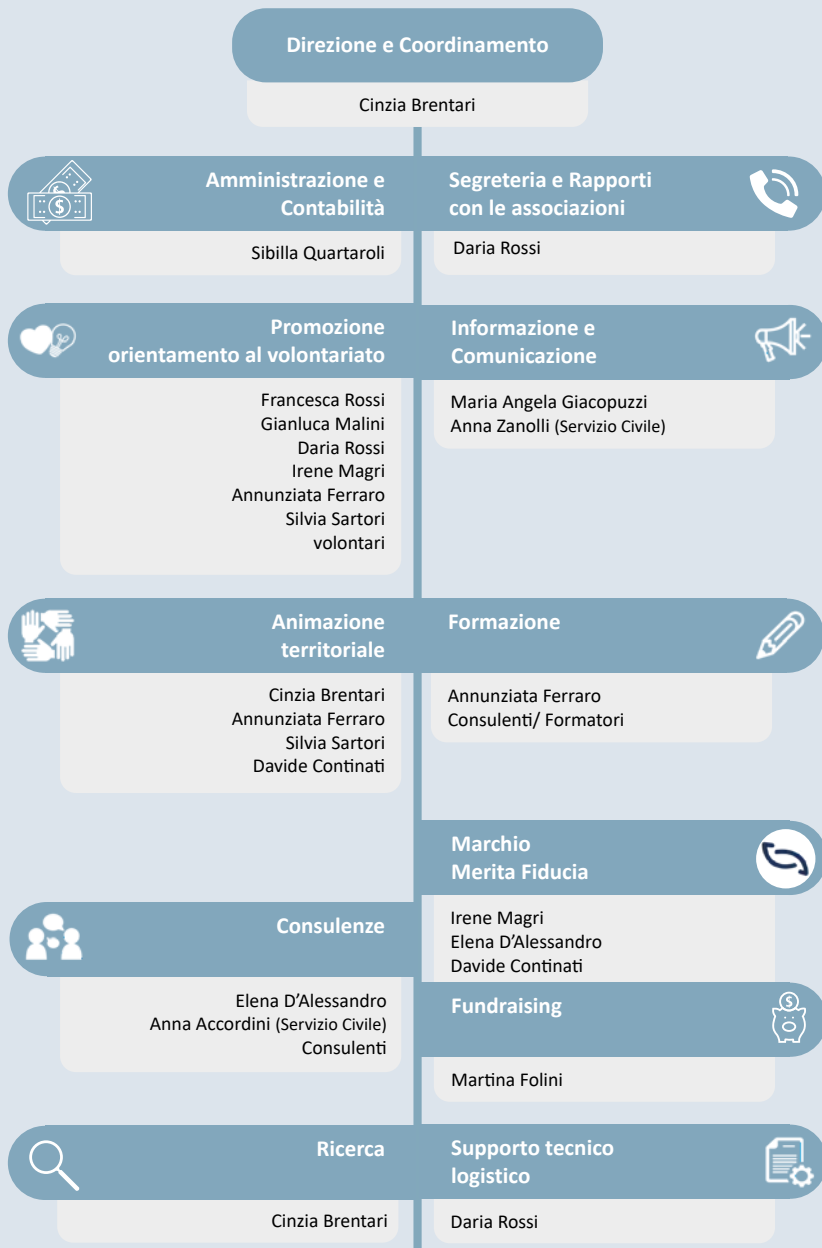 Direzione e Coordinamento
Cinzia Brentari
Amministrazione e
Contabilità
Sibilla Quartaroli
Segreteria e Rapporti
con le associazioni
Daria Rossi
Promozione
orientamento al volontariato
Francesca Rossi
Gianluca Malini
Daria Rossi
Irene Magri
Annunziata Ferraro
Silvia Sartori
volontari
Informazione e
Comunicazione
Maria Angela Giacopuzzi
Anna Zanolli (Servizio Civile)
Animazione
territoriale
Cinzia Brentari
Annunziata Ferraro
Silvia Sartori
Davide Continati
Formazione
Annunziata Ferraro
Consulenti/ Formatori
Marchio
Merita Fiducia
Irene Magri
Elena D’Alessandro
Davide Continati
Consulenze
Elena D’Alessandro
Anna Accordini (Servizio Civile)
Consulenti
Fundraising
Martina Folini
Ricerca
Cinzia Brentari
Supporto tecnico
logistico
Daria Rossi